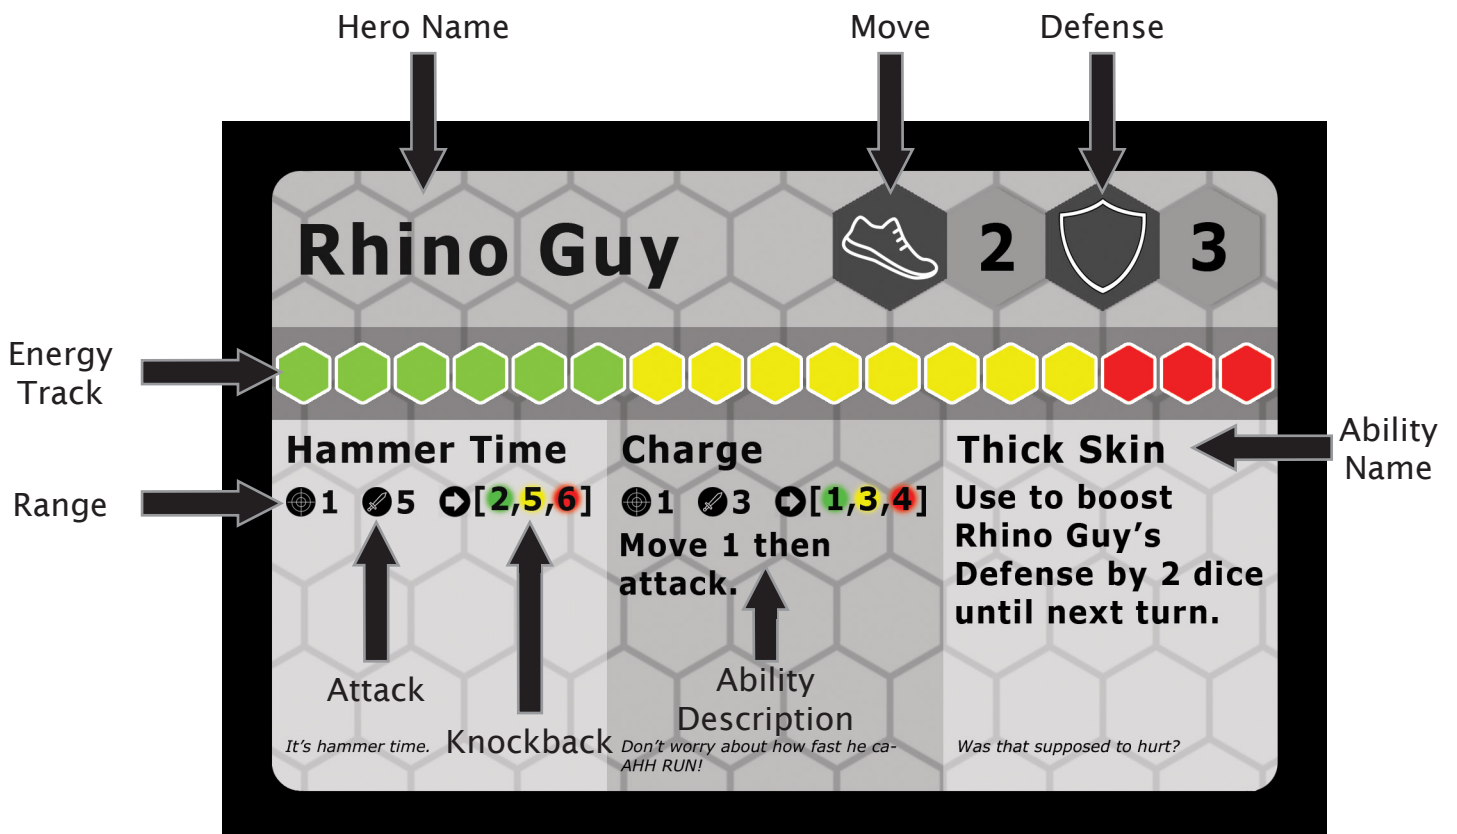 Hero Name
Move
Defense
Rhino Guy
2
3
Energy
Track
Hammer Time
Charge
Thick Skin
Ability
Name
Range
1 5 [2,5,6]
1 3 [1,3,4]
Move 1 then
attack.
Use to boost
Rhino Guy's
Defense by 2 dice
until next turn.
Attack
Knockback
Ability
Description
It's hammer time.
Don't worry about how fast he ca-
AHH RUN!
Was that supposed to hurt?